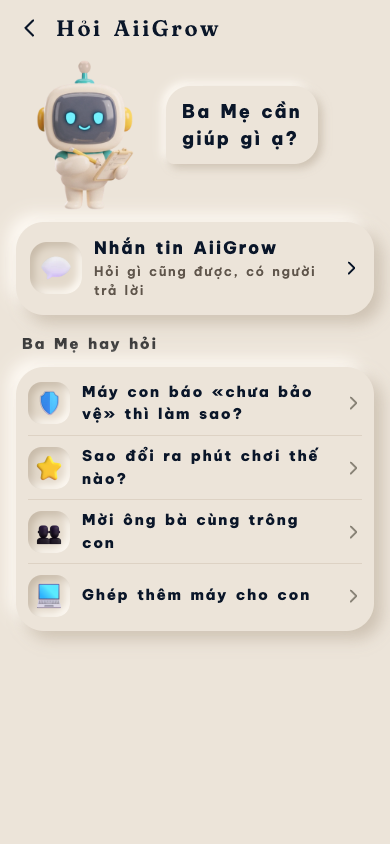 Hỏi AiiGrow
Ba Mẹ cần
giúp gì ạ?
Nhắn tin AiiGrow
Hỏi gì cũng được, có người
trả lời
Ba Mẹ hay hỏi
Máy con báo «chưa bảo
vệ» thì làm sao?
Sao đổi ra phút chơi thế
nào?
Mời ông bà cùng trông
con
Ghép thêm máy cho con